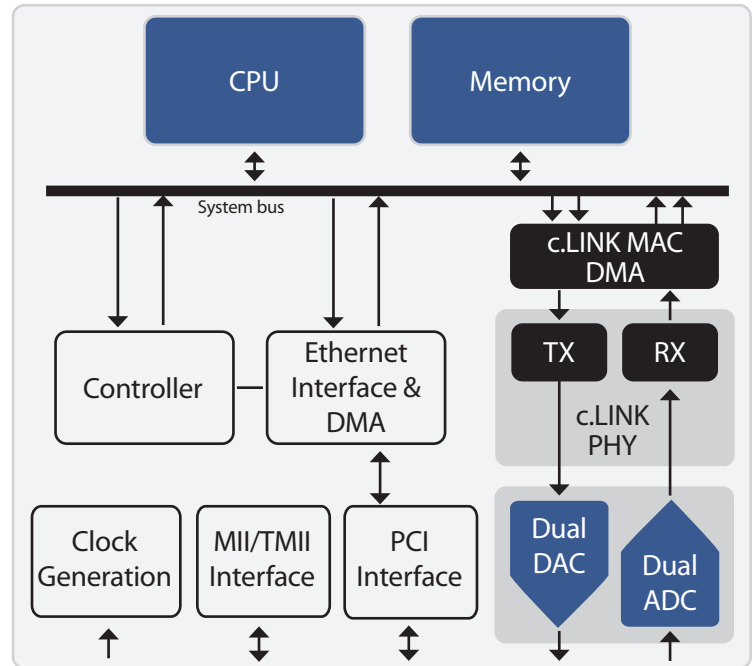 CPU
Memory
System bus
c.LINK MAC
DMA
TX
RX
Controller
Ethernet
Interface &
DMA
c.LINK
PHY
Clock
Generation
MII/TMII
Interface
PCI
Interface
Dual
DAC
Dual
ADC